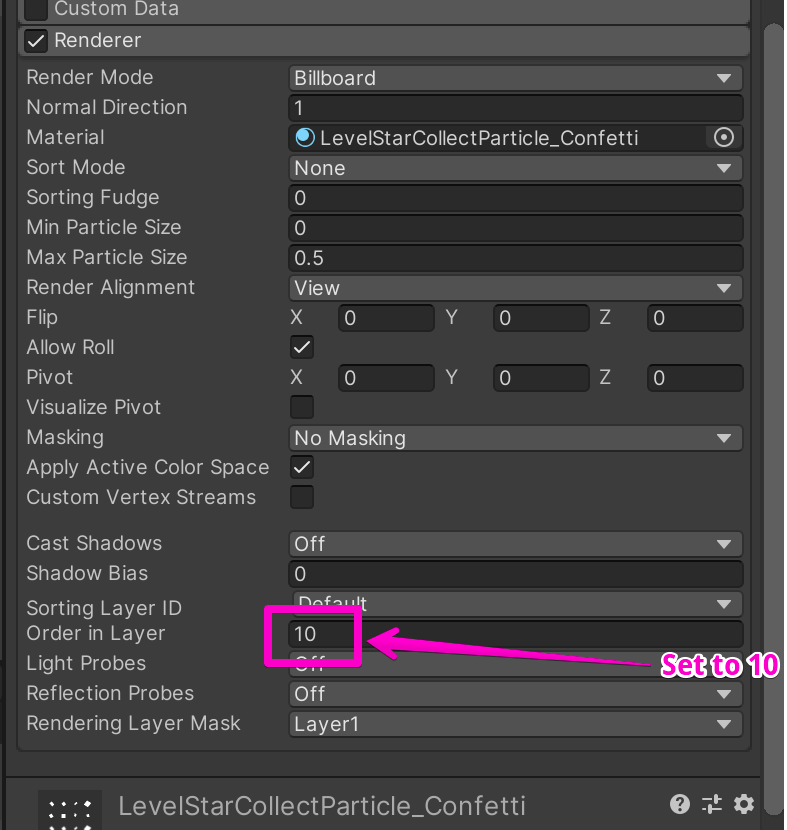 Custom Data
Renderer
Render Mode Billboard
Normal Direction 1
Material LevelStarCollectParticle_Confetti
Sort Mode None
Sorting Fudge 0
Min Particle Size 0
Max Particle Size 0.5
Render Alignment View
Flip X 0 Y 0 Z 0
Allow Roll
Pivot X 0 Y 0 Z 0
Visualize Pivot
Masking No Masking
Apply Active Color Space
Custom Vertex Streams
Cast Shadows Off
Shadow Bias 0
Sorting Layer ID Default
Order in Layer 10
Set to 10
Light Probes Off
Reflection Probes Off
Rendering Layer Mask Layer1
LevelStarCollectParticle_Confetti